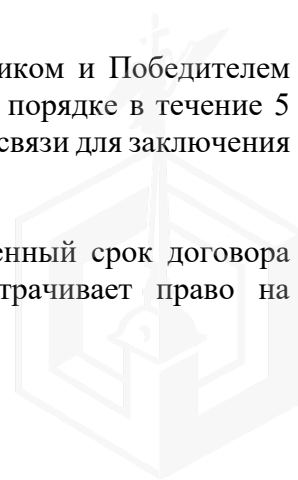 иком и Победителем
порядке в течение 5
связи для заключения
енный срок договора
трачивает право на